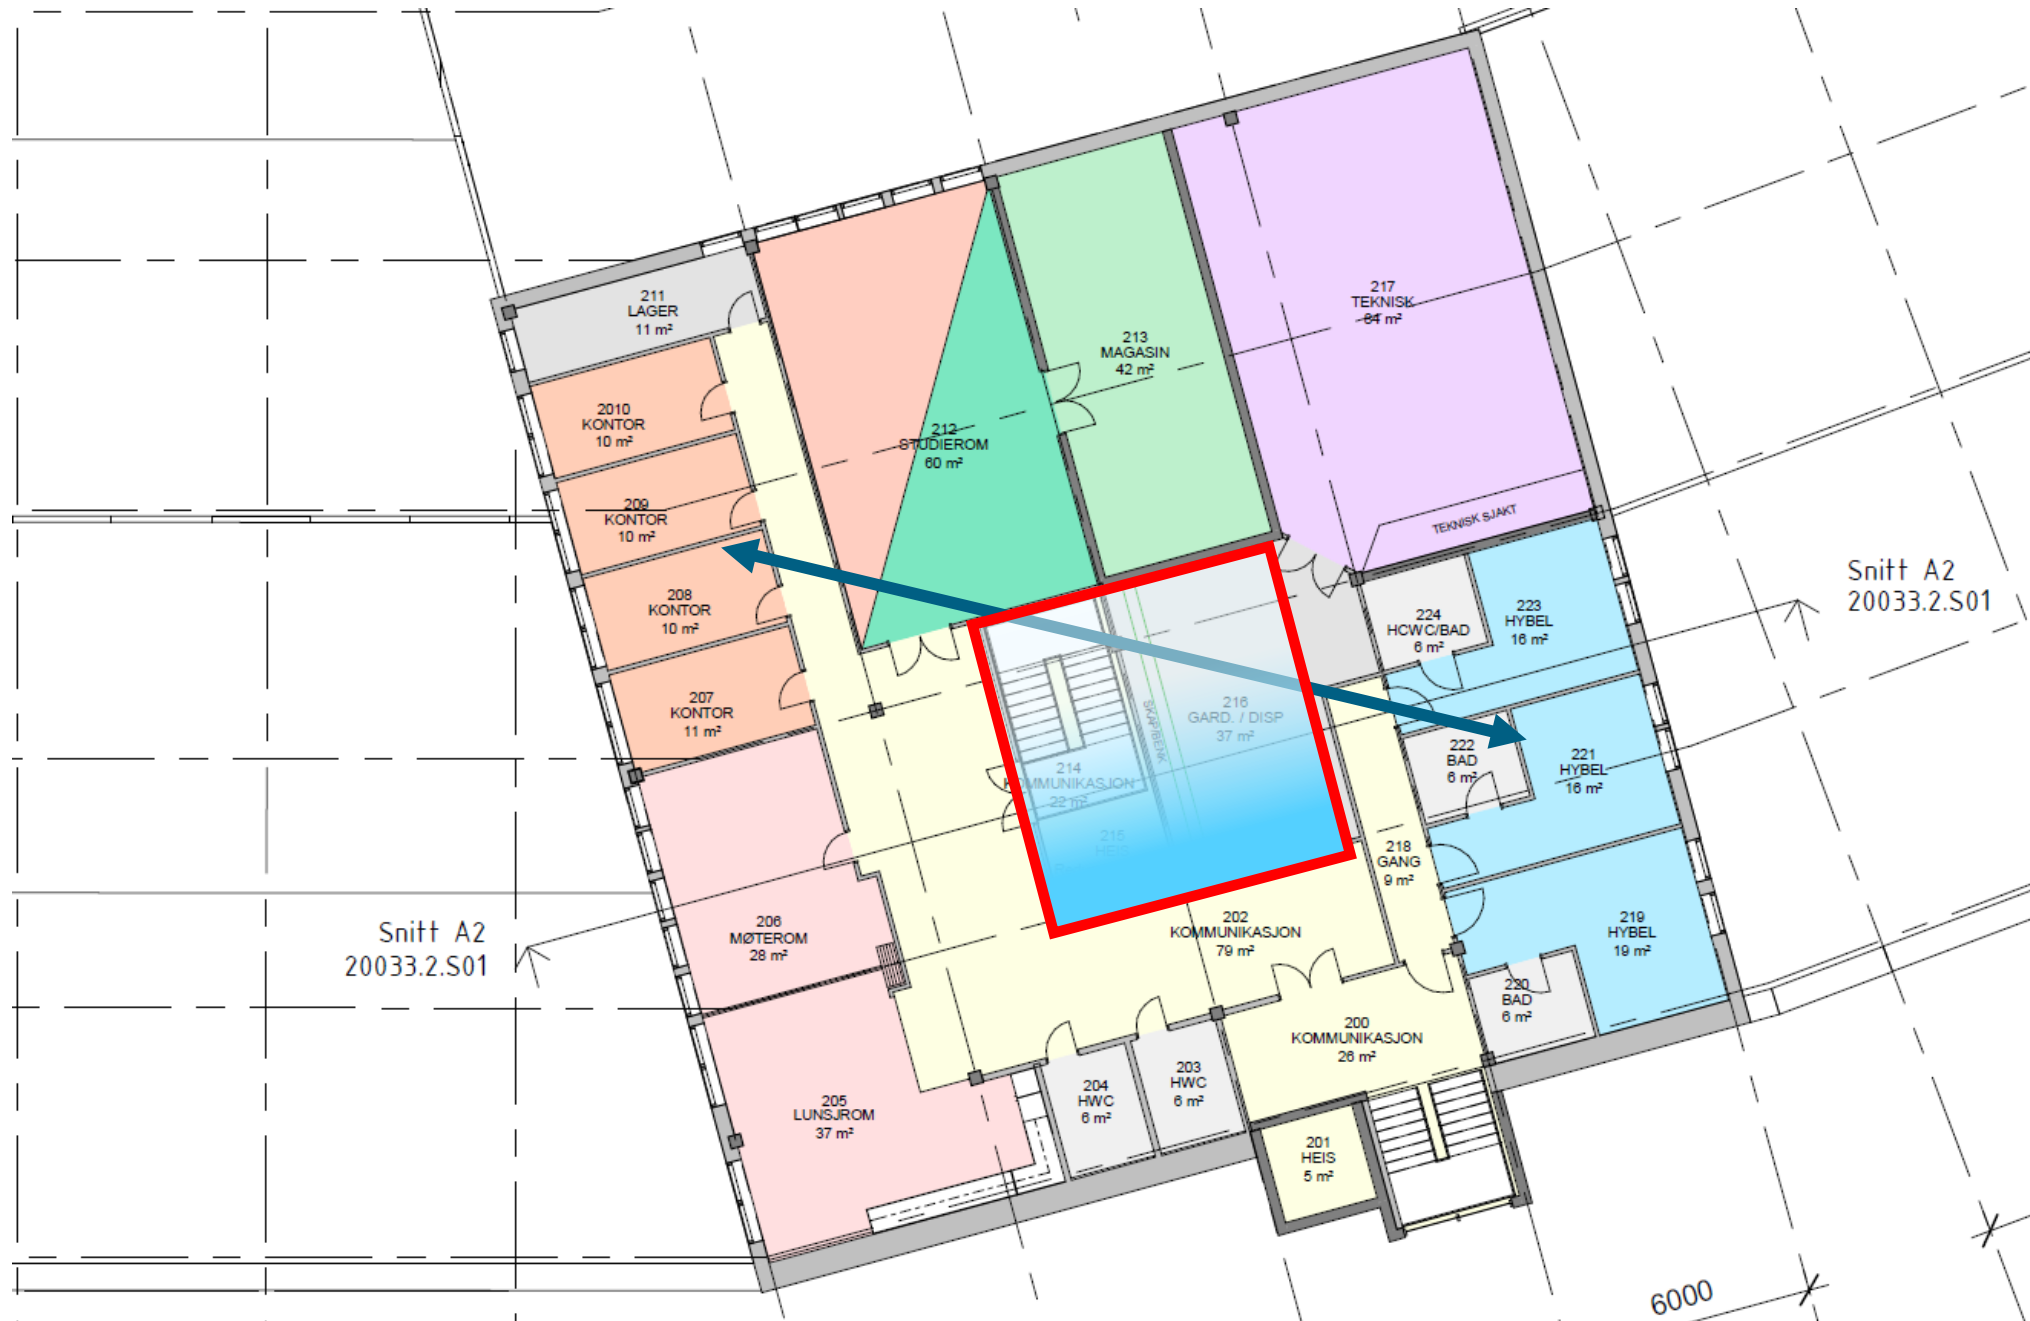 211
LAGER
11 m²
2010
KONTOR
10 m²
209
KONTOR
10 m²
208
KONTOR
10 m²
207
KONTOR
11 m²
206
MØTEROM
28 m²
205
LUNSJROM
37 m²
204
HWC
6 m²
203
HWC
6 m²
212
STUDIEROM
60 m²
213
MAGASIN
42 m²
217
TEKNISK
84 m²
TEKNISK SJAKT
224
HCWC/BAD
6 m²
223
HYBEL
16 m²
222
BAD
6 m²
221
HYBEL
16 m²
216
GARD. / DISP
37 m²
SKAP/BENK
214
KOMMUNIKASJON
22 m²
215
HEIS
218
GANG
9 m²
202
KOMMUNIKASJON
79 m²
219
HYBEL
19 m²
220
BAD
6 m²
200
KOMMUNIKASJON
26 m²
201
HEIS
5 m²
Snitt A2
20033.2.S01
Snitt A2
20033.2.S01
6000